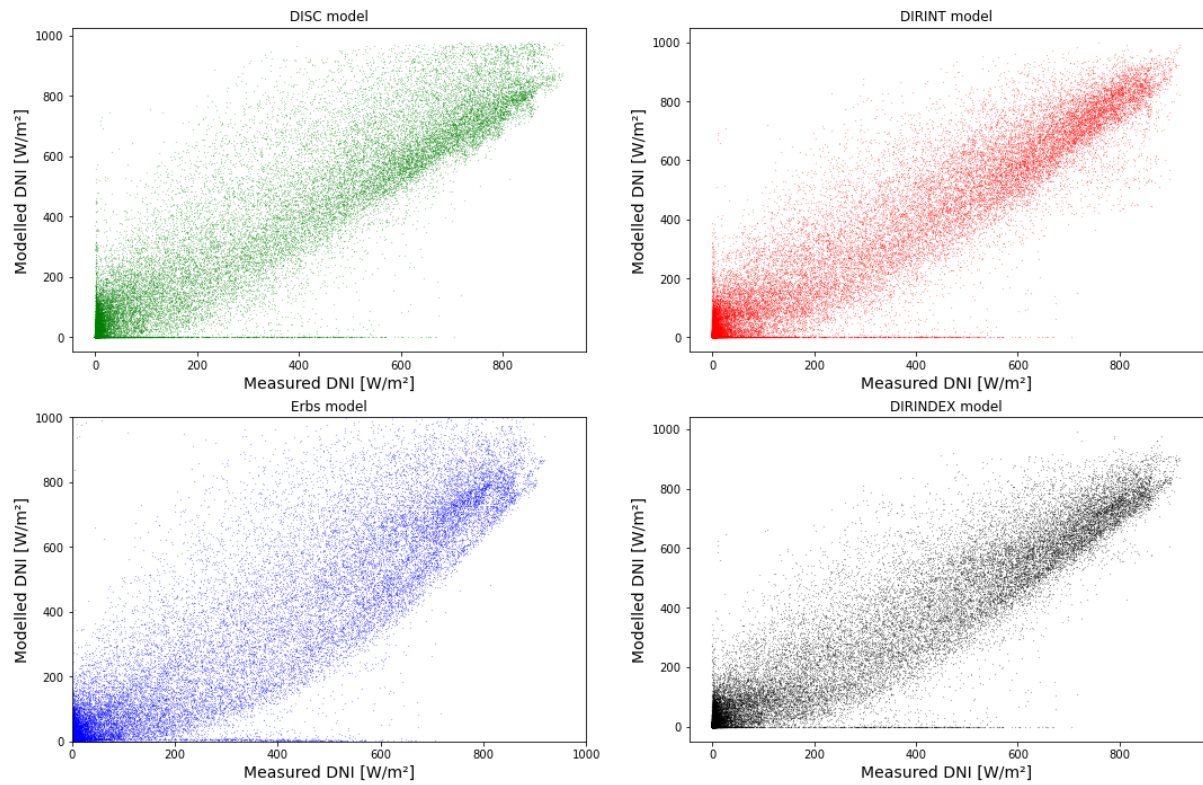 DISC model
1000
800
600
400
200
0
Modelled DNI [W/m²]
0 200 400 600 800
Measured DNI [W/m²]
DIRINT model
1000
800
600
400
200
0
Modelled DNI [W/m²]
0 200 400 600 800
Measured DNI [W/m²]
Erbs model
1000
800
600
400
200
0
Modelled DNI [W/m²]
0 200 400 600 800 1000
Measured DNI [W/m²]
DIRINDEX model
1000
800
600
400
200
0
Modelled DNI [W/m²]
0 200 400 600 800
Measured DNI [W/m²]